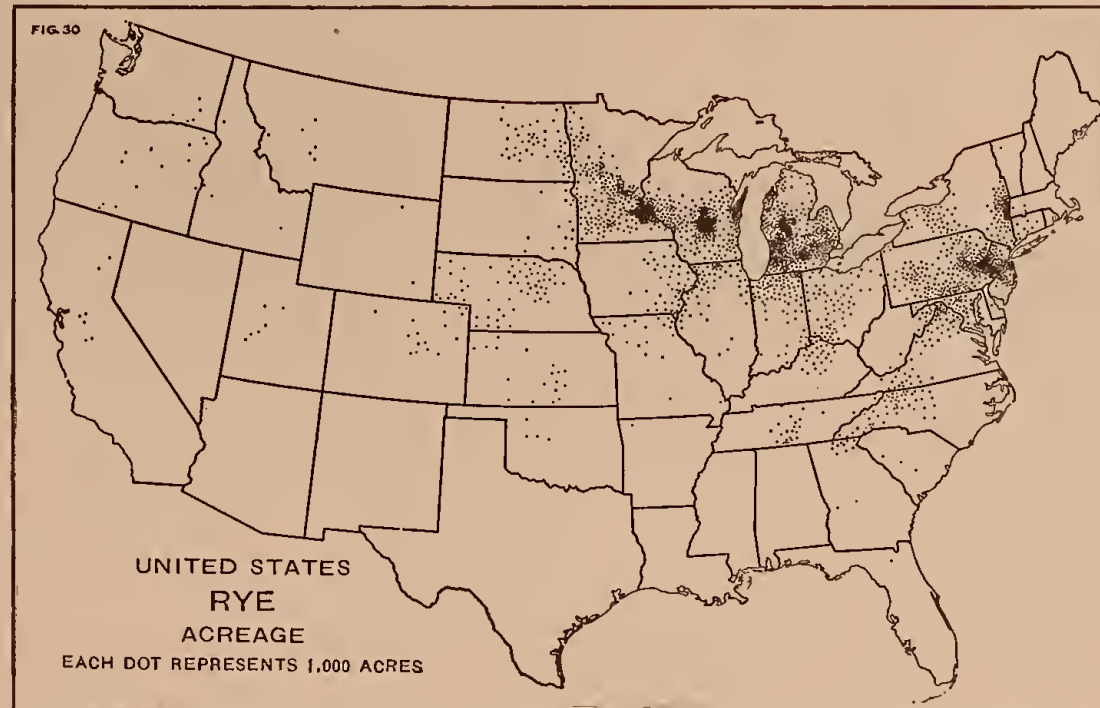 FIG.30
UNITED STATES
RYE
ACREAGE
EACH DOT REPRESENTS 1,000 ACRES